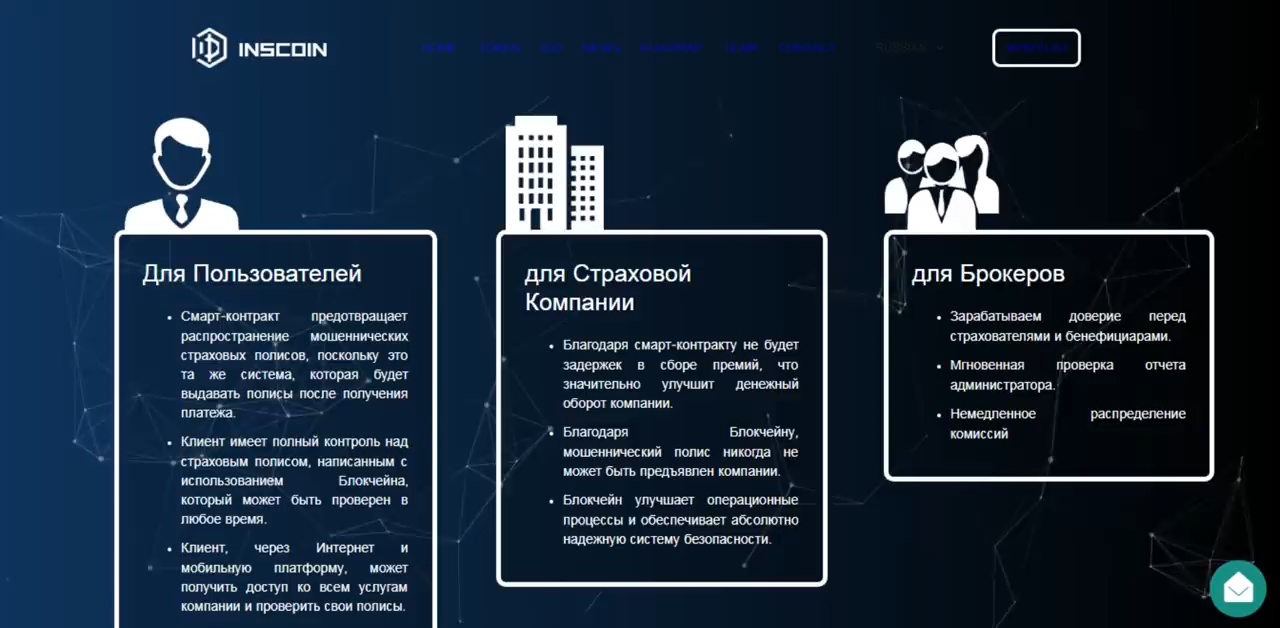 INSCOIN
RUSSIAN
Для Пользователей
Смарт-контракт предотвращает
распространение мошеннических
страховых полисов, поскольку это
та же система, которая будет
выдавать полисы после получения
платежа.
Клиент имеет полный контроль над
страховым полисом, написанным с
использованием Блокчейна,
который может быть проверен в
любое время.
Клиент, через Интернет и
мобильную платформу, может
получить доступ ко всем услугам
компании и проверить свои полисы.
для Страховой
Компании
Благодаря смарт-контракту не будет
задержек в сборе премий, что
значительно улучшит денежный
оборот компании.
Благодаря Блокчейну,
мошеннический полис никогда не
может быть предъявлен компании.
Блокчейн улучшает операционные
процессы и обеспечивает абсолютно
надежную систему безопасности.
для Брокеров
Зарабатываем доверие перед
страхователями и бенефициарами.
Мгновенная проверка отчета
администратора.
Немедленное распределение
комиссий